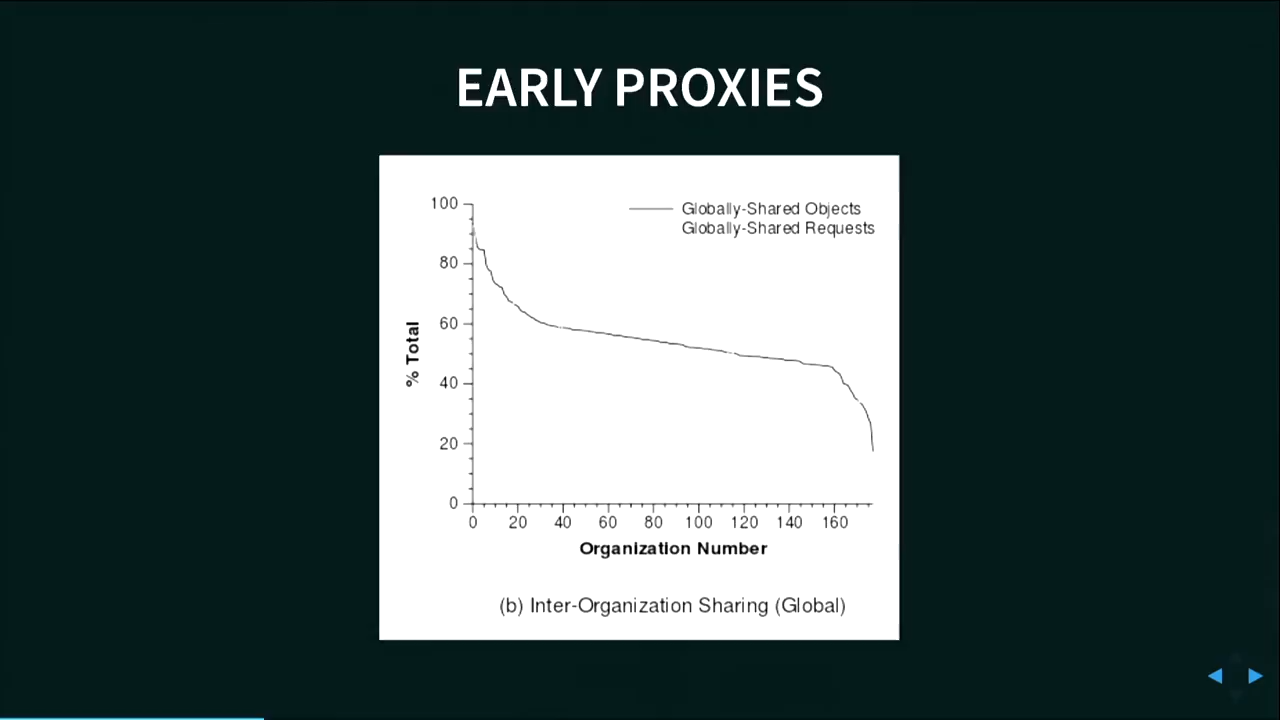 EARLY PROXIES
Globally-Shared Objects
Globally-Shared Requests
100
80
60
40
20
0
% Total
0 20 40 60 80 100 120 140 160
Organization Number
(b) Inter-Organization Sharing (Global)